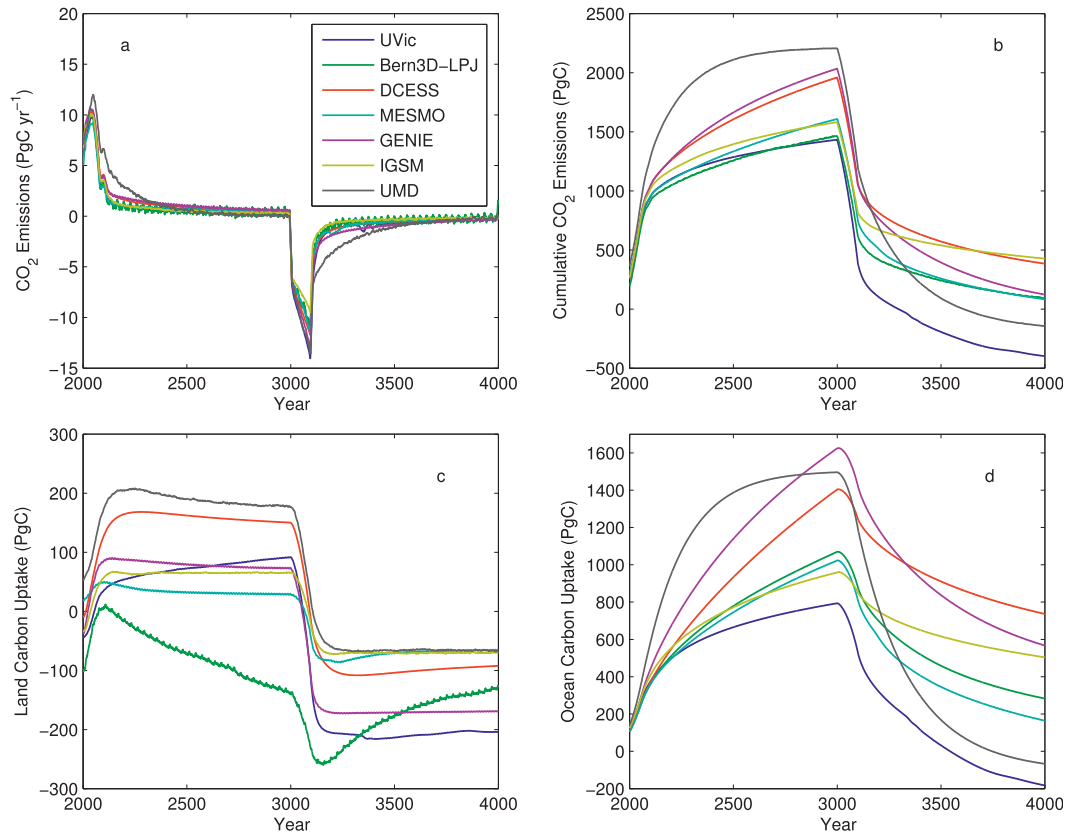 20
15
10
5
0
−5
−10
−15
2000
2500
3000
3500
4000
Year
CO2 Emissions (PgC yr−1)
a
UVic
Bern3D−LPJ
DCESS
MESMO
GENIE
IGSM
UMD
2500
2000
1500
1000
500
0
−500
2000
2500
3000
3500
4000
Year
Cumulative CO2 Emissions (PgC)
b
300
200
100
0
−100
−200
−300
2000
2500
3000
3500
4000
Year
Land Carbon Uptake (PgC)
c
1600
1400
1200
1000
800
600
400
200
0
−200
2000
2500
3000
3500
4000
Year
Ocean Carbon Uptake (PgC)
d